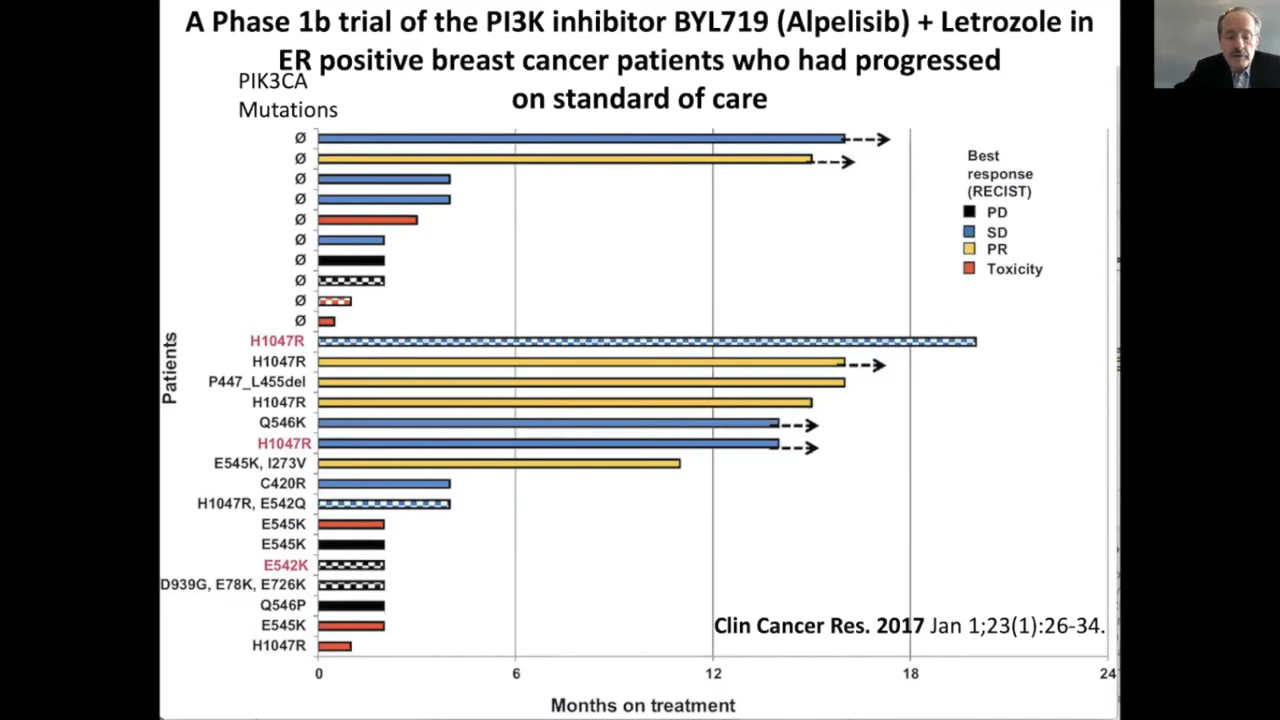 A Phase 1b trial of the PI3K inhibitor BYL719 (Alpelisib) + Letrozole in
ER positive breast cancer patients who had progressed
on standard of care
PIK3CA
Mutations
Ø
Ø
Ø
Ø
Ø
Ø
Ø
Ø
Ø
Ø
H1047R
H1047R
P447_L455del
H1047R
Q546K
H1047R
E545K, I273V
C420R
H1047R, E542Q
E545K
E545K
E542K
D939G, E78K, E726K
Q546P
E545K
H1047R
Patients
Best
response
(RECIST)
PD
SD
PR
Toxicity
Clin Cancer Res. 2017 Jan 1;23(1):26-34.
0 6 12 18 24
Months on treatment